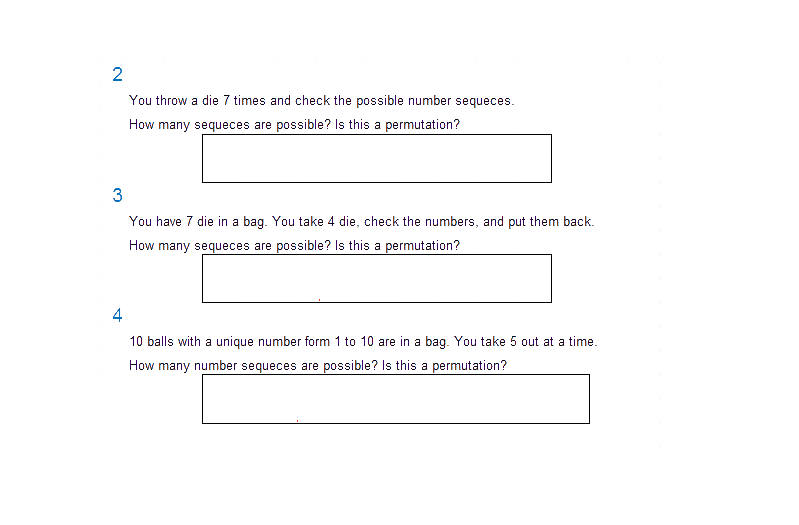 2
You throw a die 7 times and check the possible number sequeces.
How many sequeces are possible? Is this a permutation?
3
You have 7 die in a bag. You take 4 die, check the numbers, and put them back.
How many sequeces are possible? Is this a permutation?
4
10 balls with a unique number form 1 to 10 are in a bag. You take 5 out at a time.
How many number sequeces are possible? Is this a permutation?